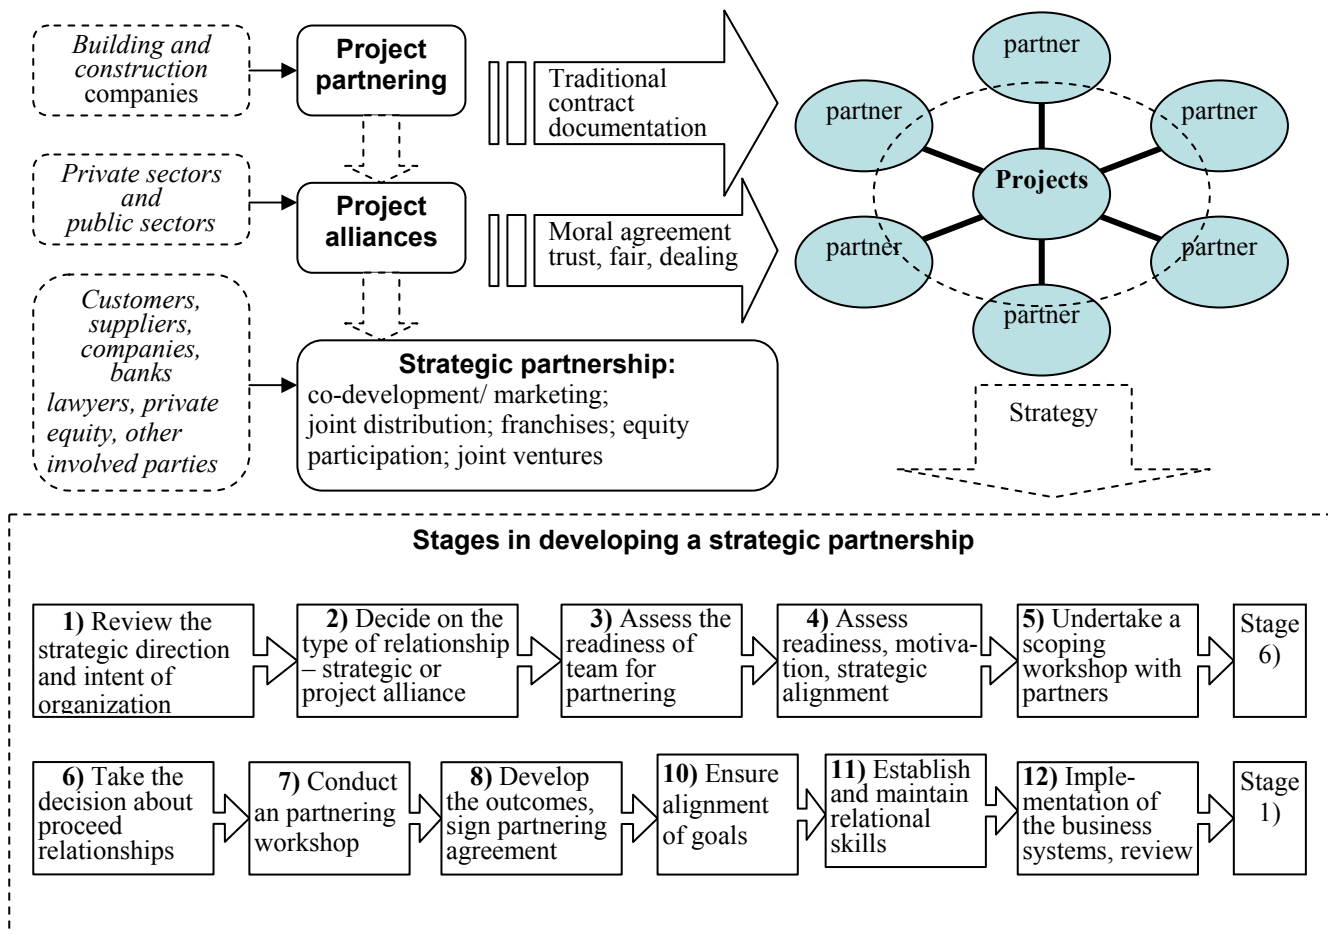 Building and
construction
companies
Project
partnering
Traditional
contract
documentation
Private sectors
and
public sectors
Project
alliances
Moral agreement
trust, fair, dealing
Customers,
suppliers,
companies,
banks
lawyers, private
equity, other
involved parties
Strategic partnership:
co-development/ marketing;
joint distribution; franchises; equity
participation; joint ventures
partner
partner
partner
Projects
partner
partner
partner
Strategy
Stages in developing a strategic partnership
1) Review the
strategic direction
and intent of
organization
2) Decide on the
type of relationship
– strategic or
project alliance
3) Assess the
readiness of
team for
partnering
4) Assess
readiness, motiva-
tion, strategic
alignment
5) Undertake a
scoping
workshop with
partners
Stage
6)
6) Take the
decision about
proceed
relationships
7) Conduct
an partnering
workshop
8) Develop
the outcomes,
sign partnering
agreement
10) Ensure
alignment
of goals
11) Establish
and maintain
relational
skills
12) Imple-
mentation of
the business
systems, review
Stage
1)